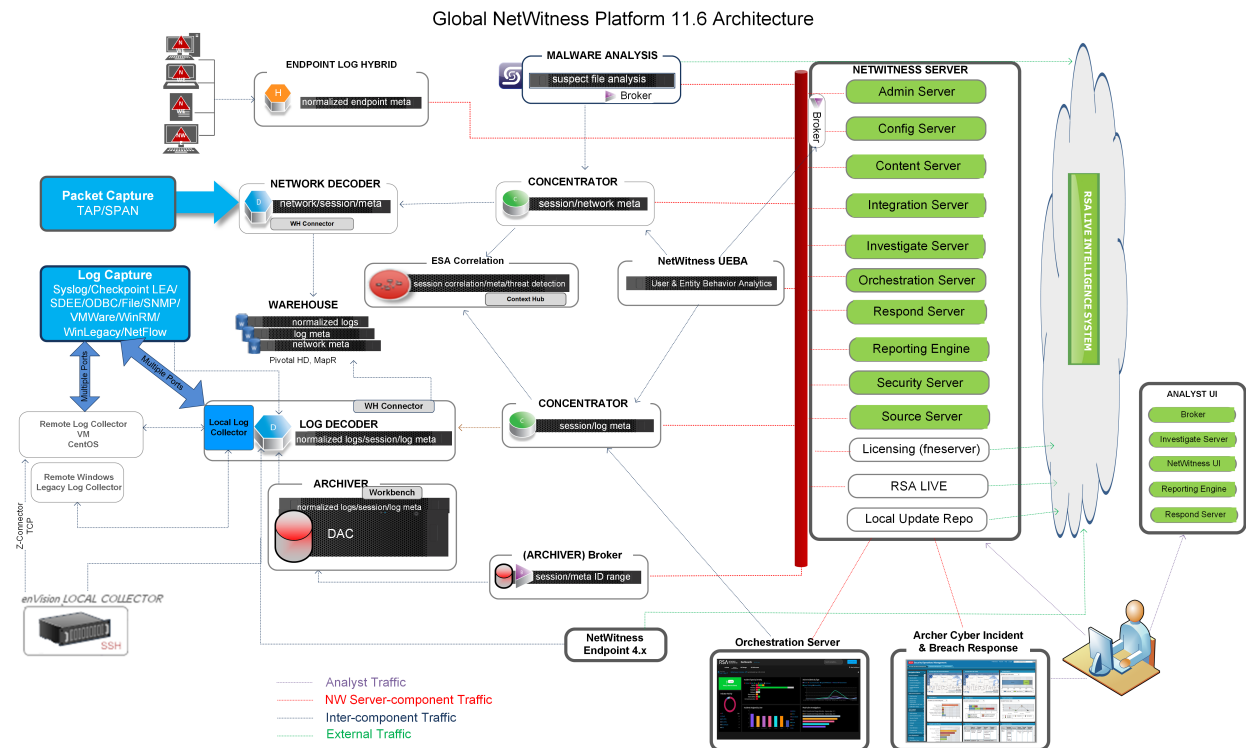 Global NetWitness Platform 11.6 Architecture
ENDPOINT LOG HYBRID
H
normalized endpoint meta
N
N
N
NW
MALWARE ANALYSIS
suspect file analysis
Broker
NETWITNESS SERVER
Broker
Admin Server
Config Server
Content Server
Integration Server
Investigate Server
Orchestration Server
Respond Server
Reporting Engine
Security Server
Source Server
Licensing (fneserver)
RSA LIVE
Local Update Repo
RSA LIVE INTELLIGENCE SYSTEM
Packet Capture
TAP/SPAN
NETWORK DECODER
D
network/session/meta
WH Connector
CONCENTRATOR
C
session/network meta
Log Capture
Syslog/Checkpoint LEA/
SDEE/ODBC/File/SNMP/
VMWare/WinRM/
WinLegacy/NetFlow
ESA Correlation
session correlation/meta/threat detection
Context Hub
NetWitness UEBA
User & Entity Behavior Analytics
WAREHOUSE
normalized logs
log meta
network meta
Pivotal HD, MapR
Multiple Ports
Multiple Ports
WH Connector
Remote Log Collector
VM
CentOS
Local Log
Collector
D
LOG DECODER
normalized logs/session/log meta
CONCENTRATOR
C
session/log meta
Remote Windows
Legacy Log Collector
ARCHIVER
Workbench
normalized logs/session/log meta
DAC
Z-Connector
TCP
(ARCHIVER) Broker
session/meta ID range
enVision LOCAL COLLECTOR
SSH
NetWitness
Endpoint 4.x
Orchestration Server
RSA
Archer Cyber Incident
& Breach Response
ANALYST UI
Broker
Investigate Server
NetWitness UI
Reporting Engine
Respond Server
Analyst Traffic
NW Server-component Traffic
Inter-component Traffic
External Traffic